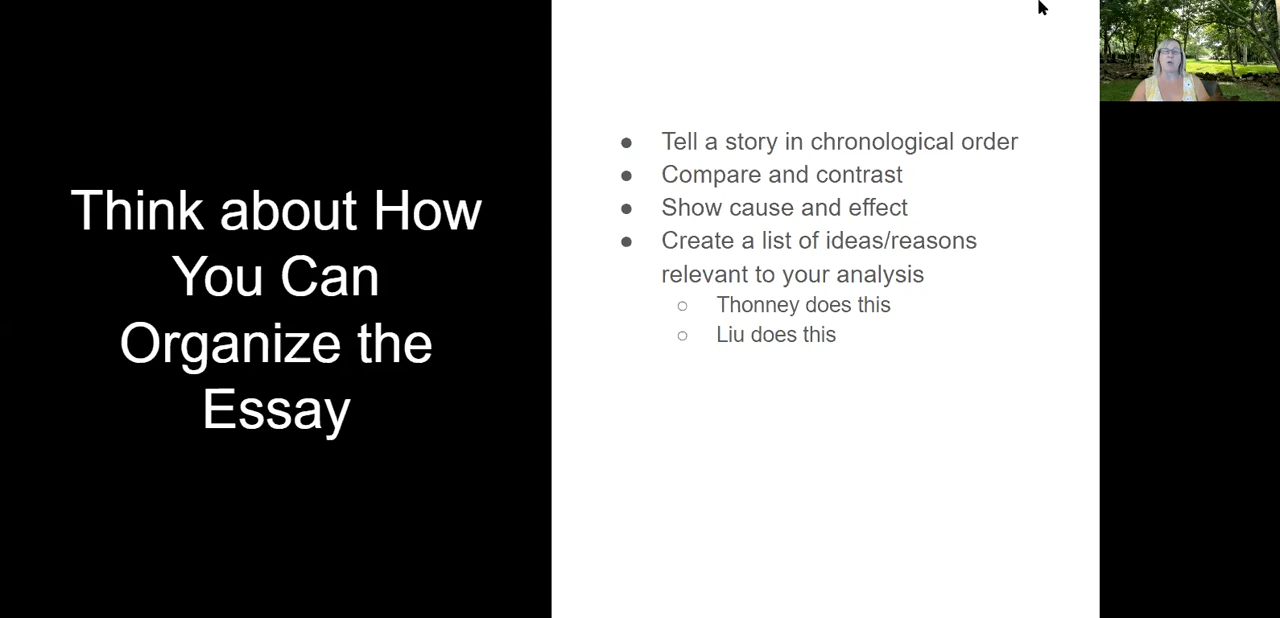 Think about How
You Can
Organize the
Essay
● Tell a story in chronological order
● Compare and contrast
● Show cause and effect
● Create a list of ideas/reasons
relevant to your analysis
○ Thonney does this
○ Liu does this